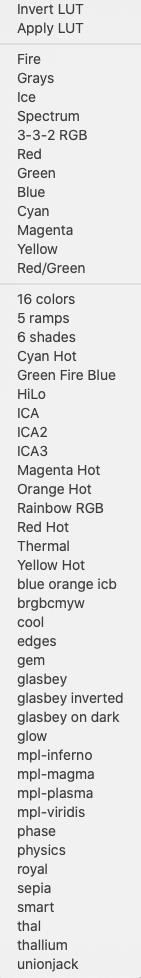 Invert LUT
Apply LUT
Fire
Grays
Ice
Spectrum
3-3-2 RGB
Red
Green
Blue
Cyan
Magenta
Yellow
Red/Green
16 colors
5 ramps
6 shades
Cyan Hot
Green Fire Blue
HiLo
ICA
ICA2
ICA3
Magenta Hot
Orange Hot
Rainbow RGB
Red Hot
Thermal
Yellow Hot
blue orange icb
brgbcmyw
cool
edges
gem
glasbey
glasbey inverted
glasbey on dark
glow
mpl-inferno
mpl-magma
mpl-plasma
mpl-viridis
phase
physics
royal
sepia
smart
thal
thallium
unionjack